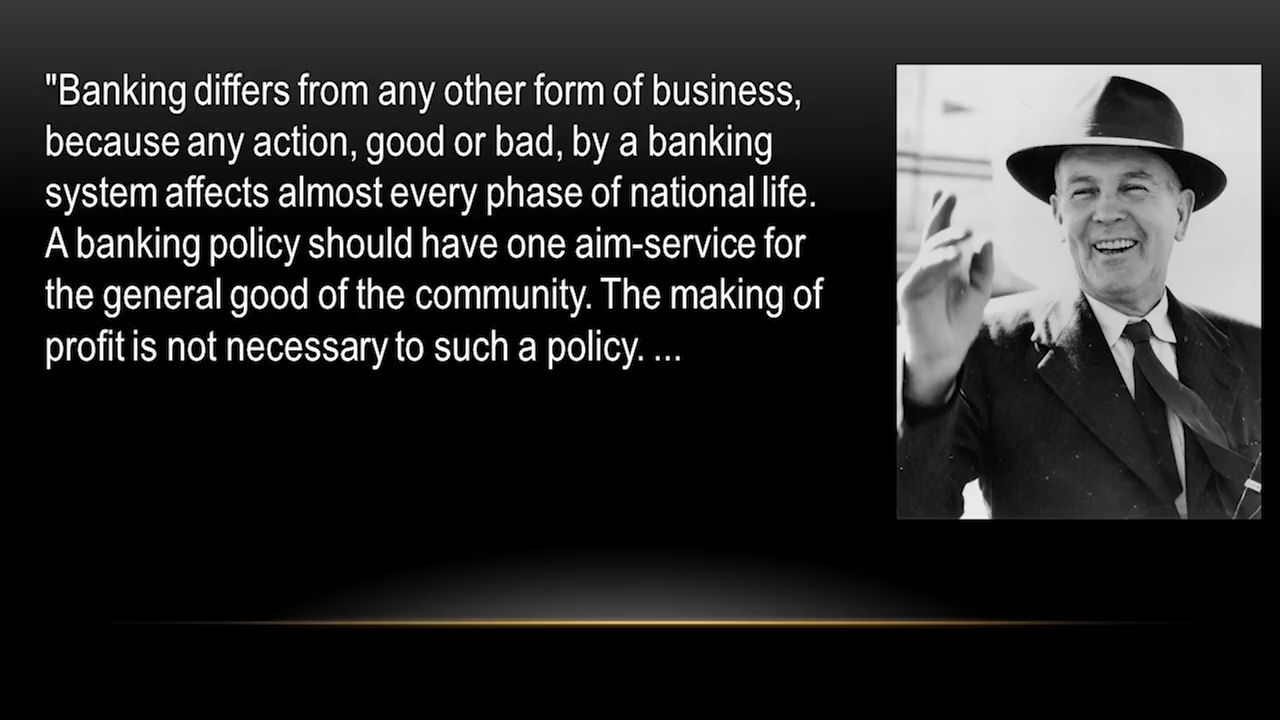 "Banking differs from any other form of business,
because any action, good or bad, by a banking
system affects almost every phase of national life.
A banking policy should have one aim-service for
the general good of the community. The making of
profit is not necessary to such a policy. ...